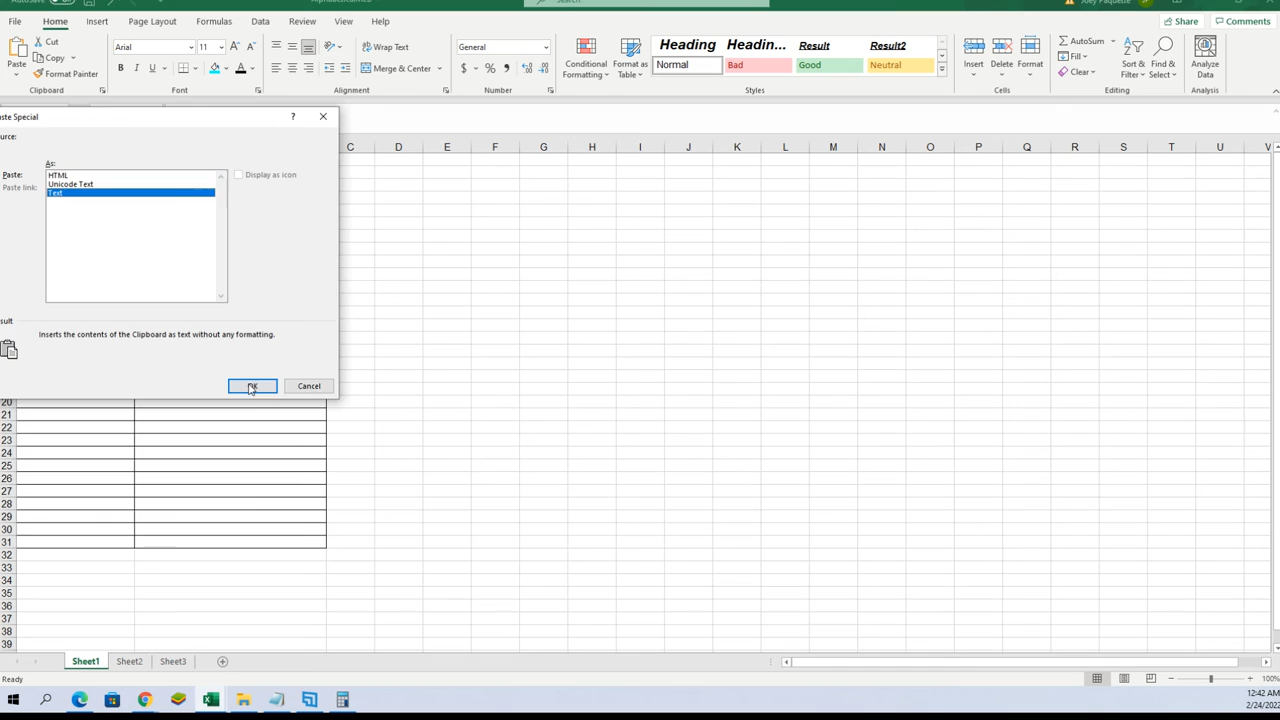 File Home Insert Page Layout Formulas Data Review View Help Share Comments
Cut
Copy
Format Painter
Paste
Clipboard
Arial 11
B I U
Font
Wrap Text
Merge & Center
Alignment
General
$ % ,
Number
Conditional Formatting
Format as Table
Heading Headin... Result Result2
Normal Bad Good Neutral
Styles
Insert Delete Format
Cells
AutoSum
Fill
Clear
Sort & Filter
Find & Select
Editing
Analyze Data
Analysis
ste Special ?
urce:
As:
Paste:
Paste link:
HTML
Unicode Text
Text
Display as icon
sult
Inserts the contents of the Clipboard as text without any formatting.
OK Cancel
C D E F G H I J K L M N O P Q R S T U V
20
21
22
23
24
25
26
27
28
29
30
31
32
33
34
35
36
37
38
39
Sheet1 Sheet2 Sheet3
Ready 100%
12:42 AM
2/24/202